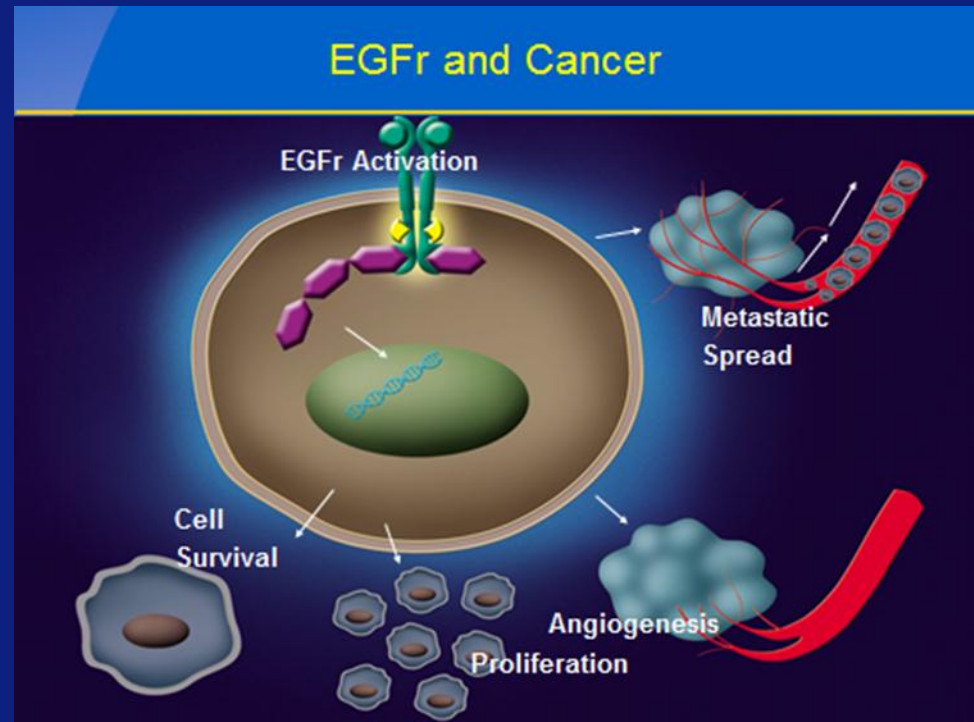 EGFr and Cancer
EGFr Activation
Metastatic
Spread
Cell
Survival
Angiogenesis
Proliferation